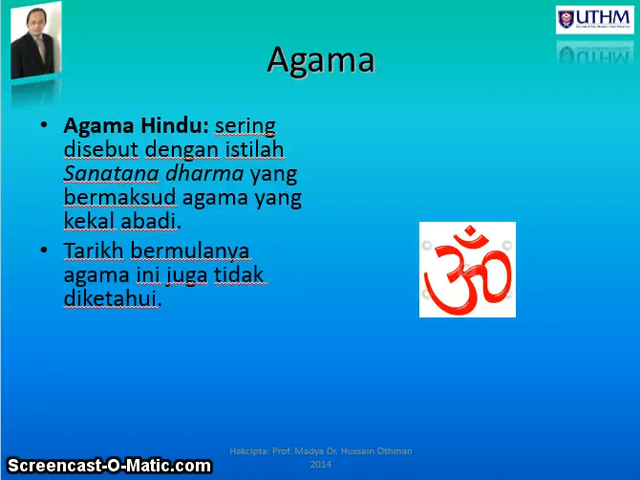 UTHM
Agama
• Agama Hindu: sering
disebut dengan istilah
Sanatana dharma yang
bermaksud agama yang
kekal abadi.
• Tarikh bermulanya
agama ini juga tidak
diketahui.
ॐ
Hakcipta: Prof. Madya Dr. Hussain Othman
2014
Screencast-O-Matic.com